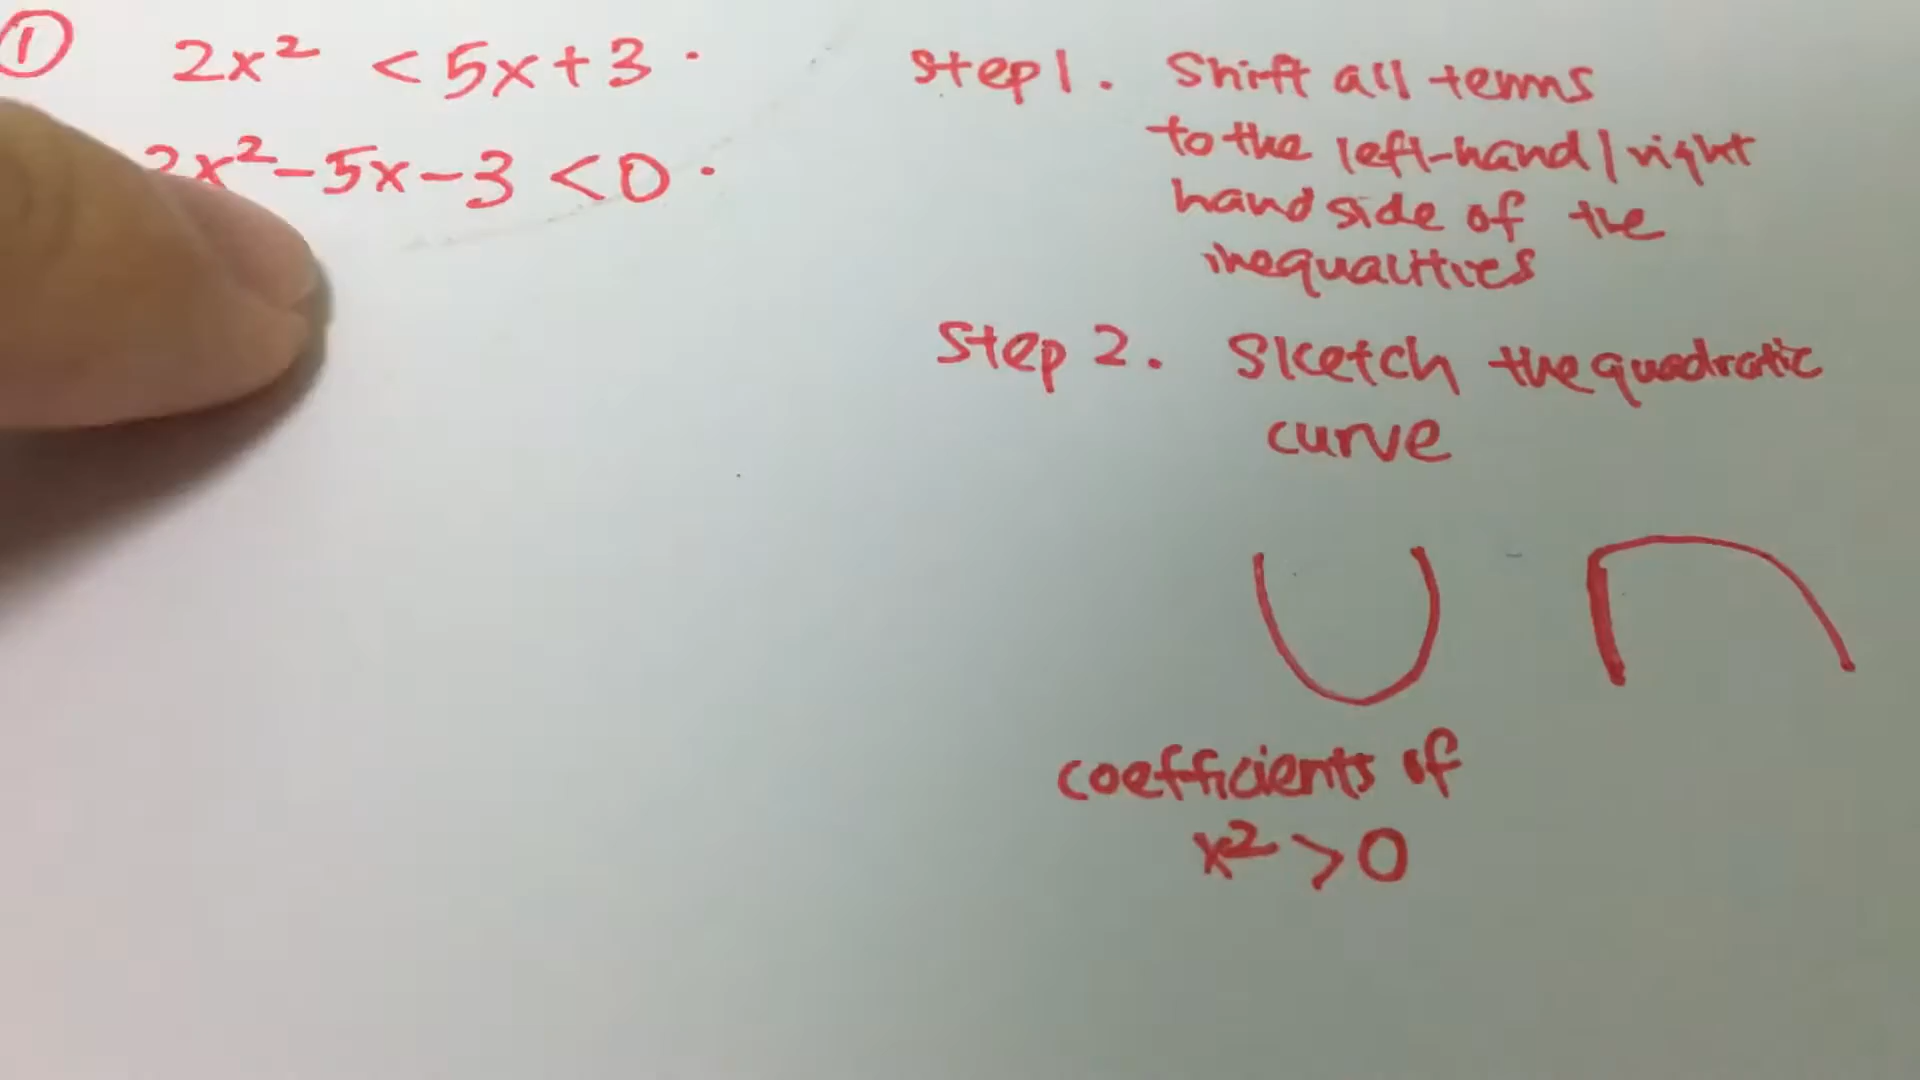 ① 2x² < 5x + 3 .
2x² - 5x - 3 < 0 .
Step 1. Shift all terms
to the left-hand / right
hand side of the
inequalities
Step 2. Sketch the quadratic
curve
coefficients of
x² > 0